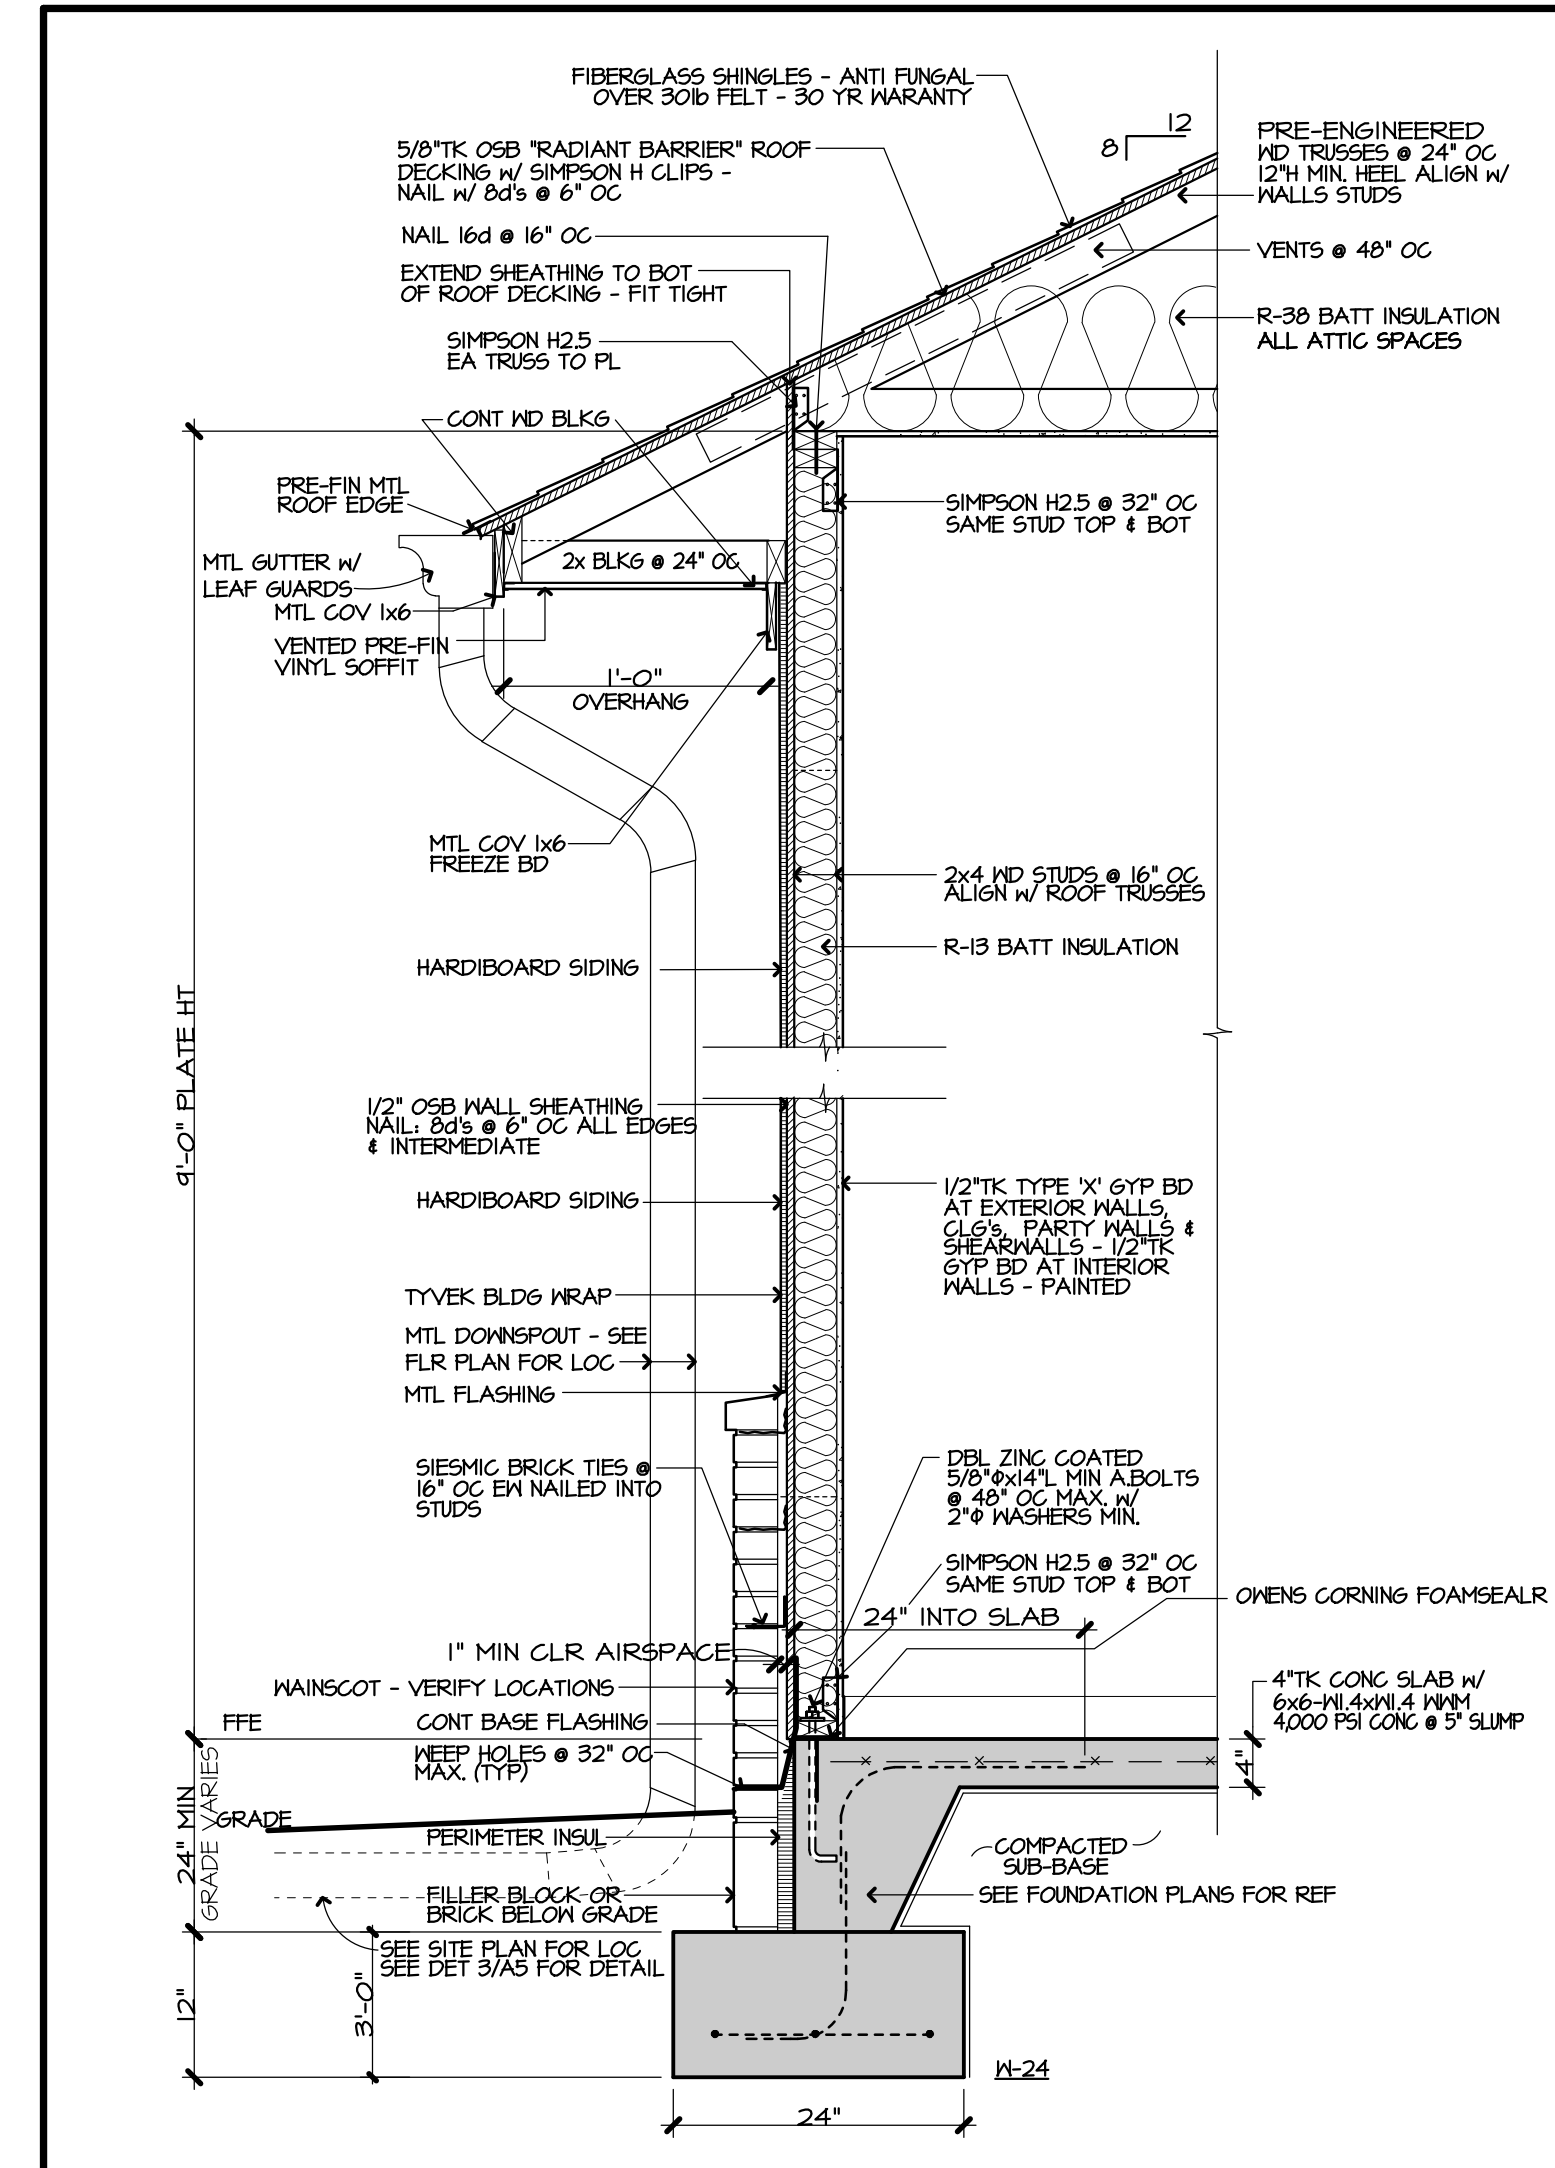 FIBERGLASS SHINGLES - ANTI FUNGAL
OVER 30lb FELT - 30 YR WARANTY
12
8
PRE-ENGINEERED
WD TRUSSES @ 24" OC
12"H MIN. HEEL ALIGN w/
WALLS STUDS
5/8"TK OSB "RADIANT BARRIER" ROOF
DECKING w/ SIMPSON H CLIPS -
NAIL w/ 8d's @ 6" OC
NAIL 16d @ 16" OC
VENTS @ 48" OC
EXTEND SHEATHING TO BOT
OF ROOF DECKING - FIT TIGHT
R-38 BATT INSULATION
ALL ATTIC SPACES
SIMPSON H2.5
EA TRUSS TO PL
CONT WD BLKG
PRE-FIN MTL
ROOF EDGE
SIMPSON H2.5 @ 32" OC
SAME STUD TOP & BOT
MTL GUTTER w/
LEAF GUARDS
2x BLKG @ 24" OC
MTL COV 1x6
VENTED PRE-FIN
VINYL SOFFIT
1'-0"
OVERHANG
MTL COV 1x6
FREEZE BD
2x4 WD STUDS @ 16" OC
ALIGN w/ ROOF TRUSSES
R-13 BATT INSULATION
HARDIBOARD SIDING
9'-0" PLATE HT
1/2" OSB WALL SHEATHING
NAIL: 8d's @ 6" OC ALL EDGES
& INTERMEDIATE
HARDIBOARD SIDING
1/2"TK TYPE 'X' GYP BD
AT EXTERIOR WALLS,
CLG's, PARTY WALLS &
SHEARWALLS - 1/2"TK
GYP BD AT INTERIOR
WALLS - PAINTED
TYVEK BLDG WRAP
MTL DOWNSPOUT - SEE
FLR PLAN FOR LOC
MTL FLASHING
SIESMIC BRICK TIES @
16" OC EW NAILED INTO
STUDS
DBL ZINC COATED
5/8"Φx14"L MIN A.BOLTS
@ 48" OC MAX. w/
2"Φ WASHERS MIN.
SIMPSON H2.5 @ 32" OC
SAME STUD TOP & BOT
OWENS CORNING FOAMSEALR
24" INTO SLAB
1" MIN CLR AIRSPACE
WAINSCOT - VERIFY LOCATIONS
4"TK CONC SLAB w/
6x6-W1.4xW1.4 WWM
4,000 PSI CONC @ 5" SLUMP
FFE
CONT BASE FLASHING
WEEP HOLES @ 32" OC
MAX. (TYP)
4"
24" MIN
GRADE VARIES
GRADE
PERIMETER INSUL
COMPACTED
SUB-BASE
FILLER BLOCK OR
BRICK BELOW GRADE
SEE FOUNDATION PLANS FOR REF
SEE SITE PLAN FOR LOC
SEE DET 3/A5 FOR DETAIL
12"
3'-0"
W-24
24"